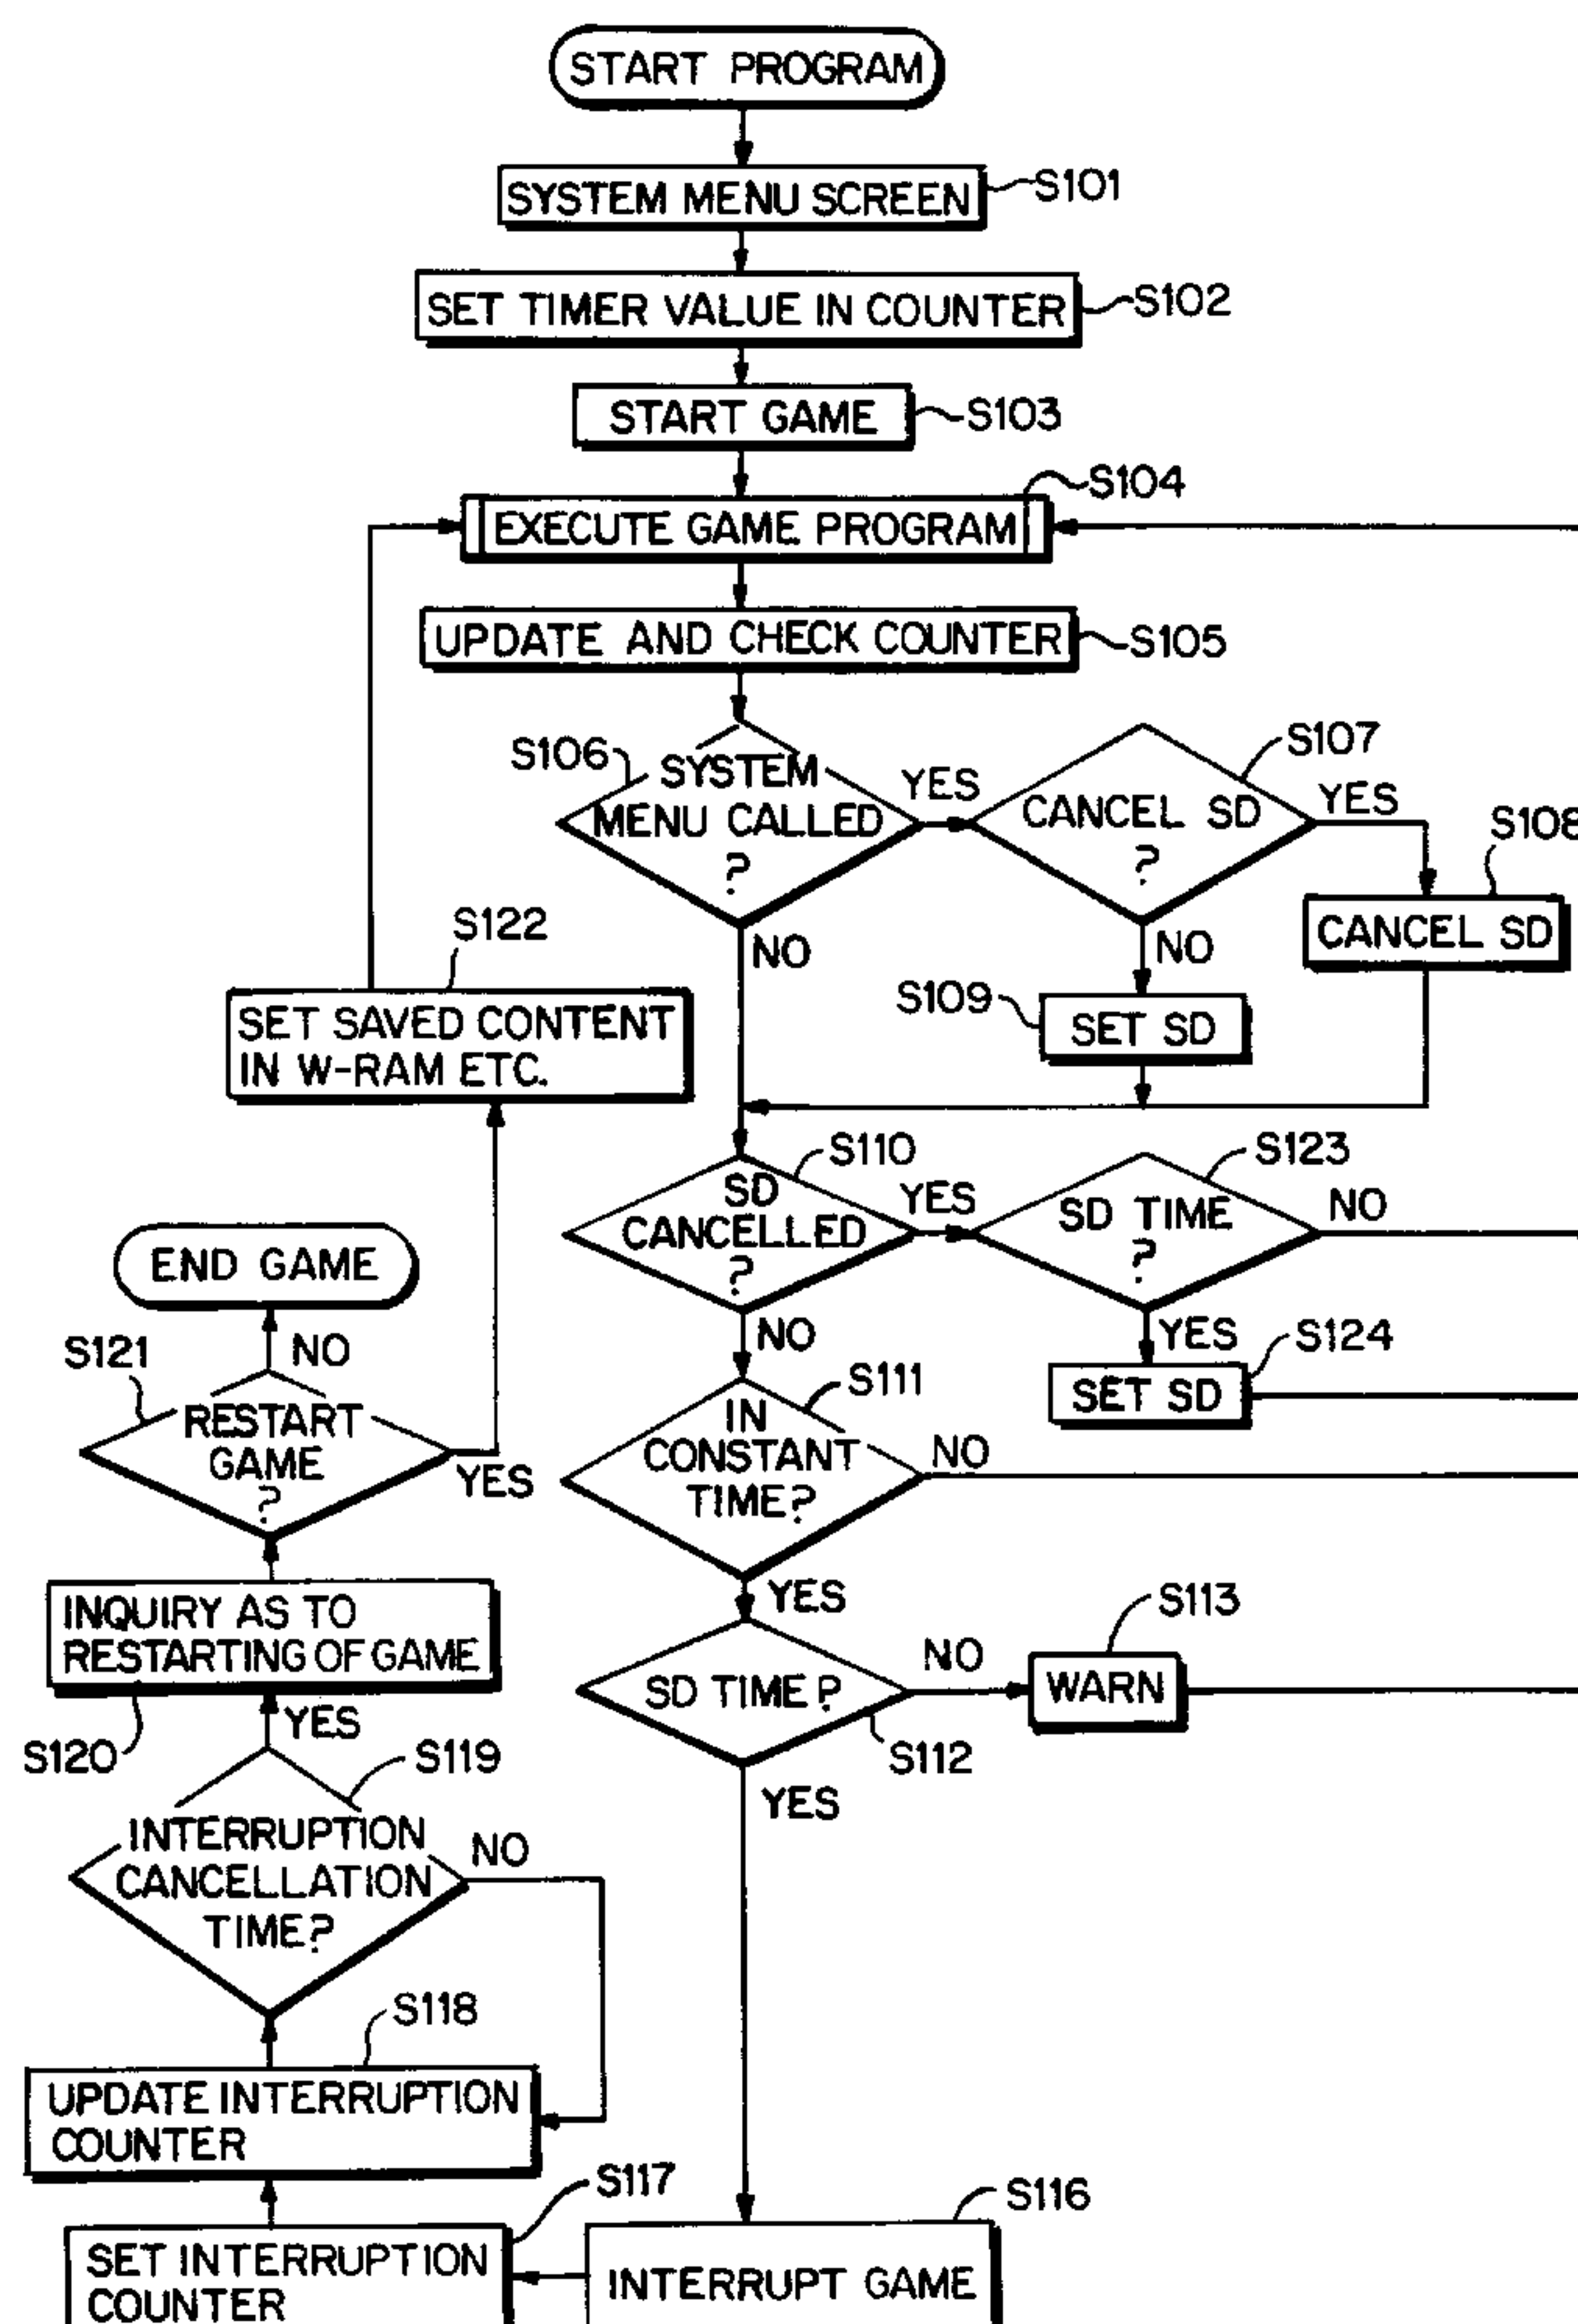 START PROGRAM
SYSTEM MENU SCREEN
S101
SET TIMER VALUE IN COUNTER
S102
START GAME
S103
S104
EXECUTE GAME PROGRAM
UPDATE AND CHECK COUNTER
S105
S106
SYSTEM
MENU CALLED
?
YES
NO
S107
CANCEL SD
?
YES
NO
S108
CANCEL SD
S109
SET SD
S122
SET SAVED CONTENT
IN W-RAM ETC.
S110
SD
CANCELLED
?
YES
NO
S123
SD TIME
?
NO
YES
S124
SET SD
S111
IN
CONSTANT
TIME?
NO
YES
SD TIME?
NO
S112
YES
S113
WARN
END GAME
NO
S121
RESTART
GAME
?
YES
INQUIRY AS TO
RESTARTING OF GAME
S120
YES
S119
INTERRUPTION
CANCELLATION
TIME?
NO
S118
UPDATE INTERRUPTION
COUNTER
S117
SET INTERRUPTION
COUNTER
S116
INTERRUPT GAME